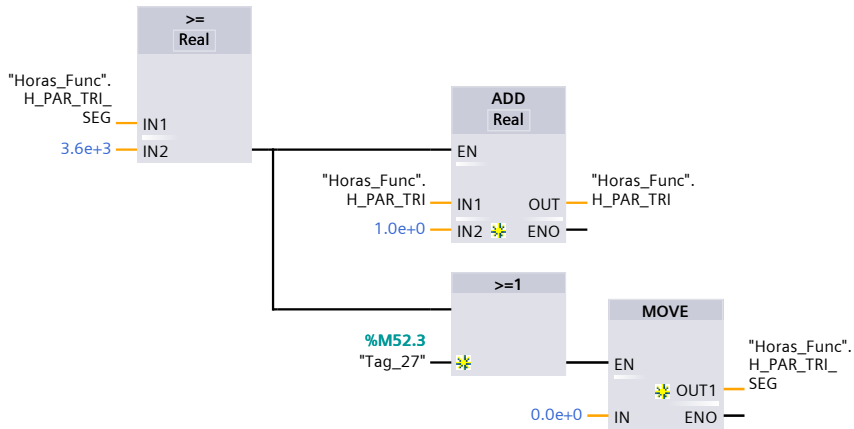 >=
Real
"Horas_Func".
H_PAR_TRI_
SEG
IN1
3.6e+3
IN2
ADD
Real
EN
"Horas_Func".
H_PAR_TRI
IN1
OUT
"Horas_Func".
H_PAR_TRI
1.0e+0
IN2
ENO
>=1
%M52.3
"Tag_27"
MOVE
EN
OUT1
"Horas_Func".
H_PAR_TRI_
SEG
0.0e+0
IN
ENO